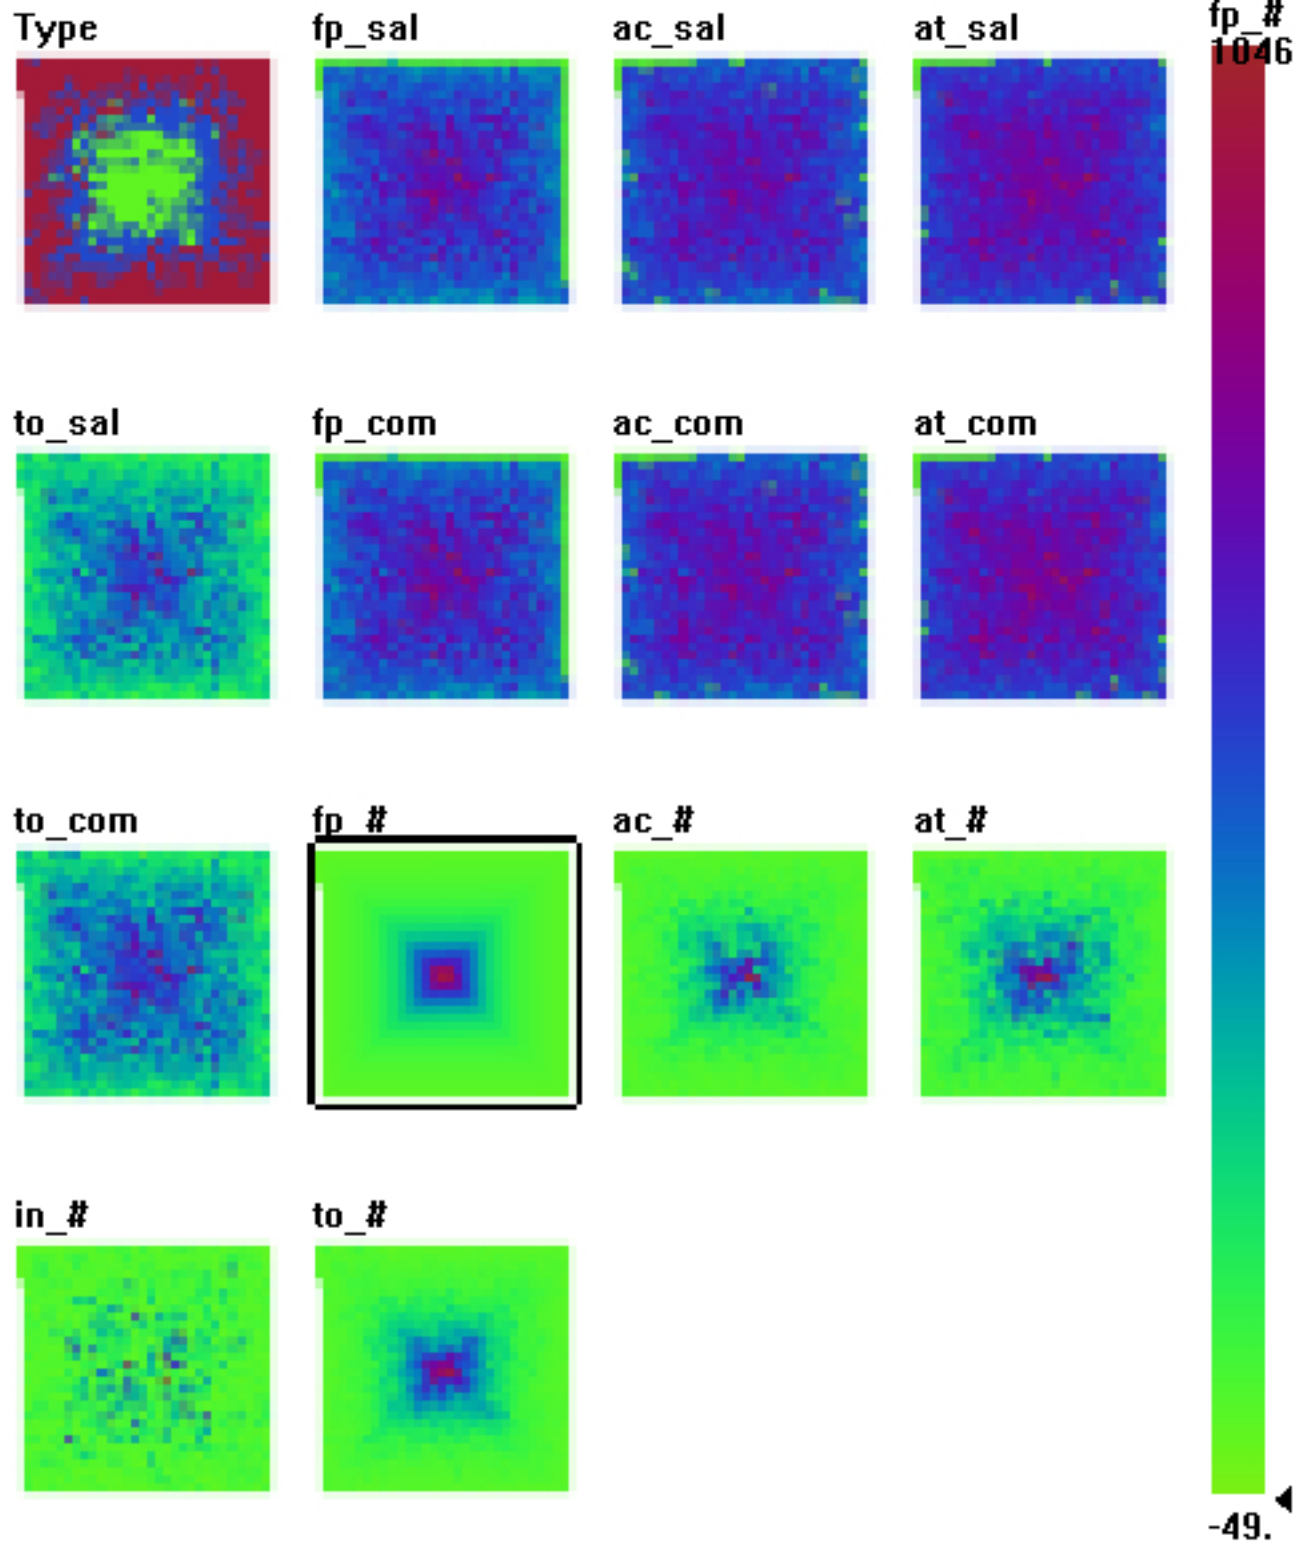 Type fp_sal ac_sal at_sal fp_#
1046
to_sal fp_com ac_com at_com
to_com fp_# ac_# at_#
in_# to_#
-49.